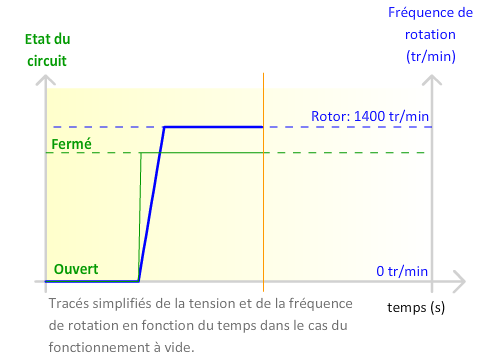 Fréquence de
rotation
(tr/min)
Etat du
circuit
Rotor: 1400 tr/min
Fermé
Ouvert
0 tr/min
temps (s)
Tracés simplifiés de la tension et de la fréquence
de rotation en fonction du temps dans le cas du
fonctionnement à vide.